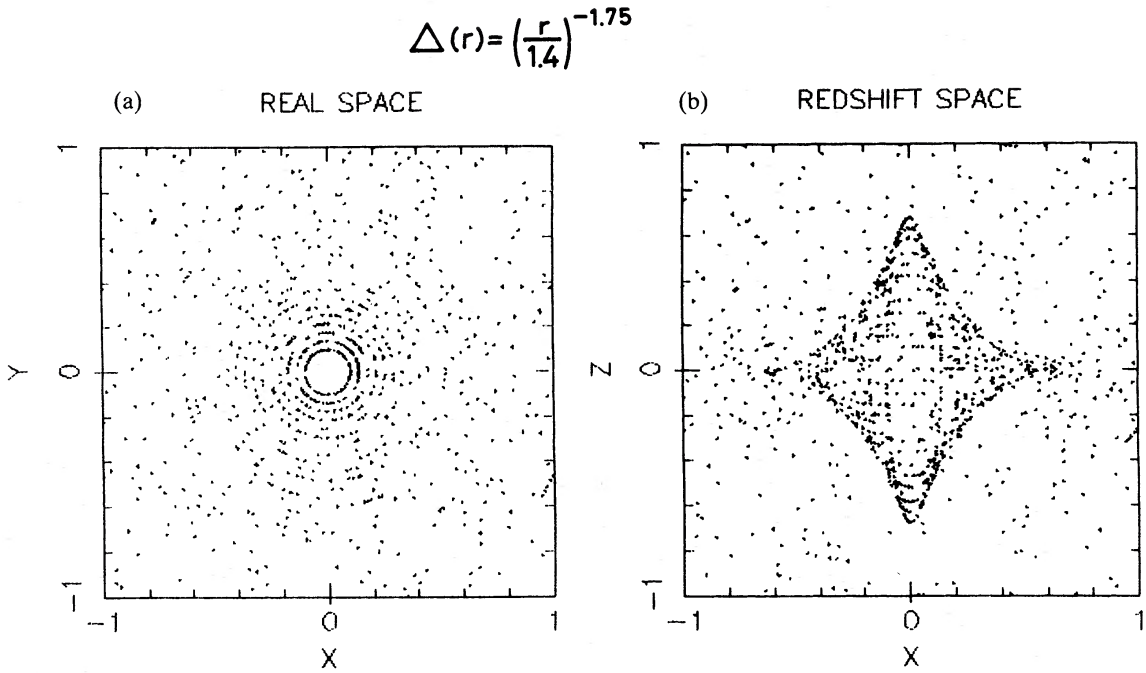 Δ(r) = (r/1.4)^-1.75
(a) REAL SPACE
(b) REDSHIFT SPACE
1
Y
0
-1
-1 0 1
X
1
Z
0
-1
-1 0 1
X